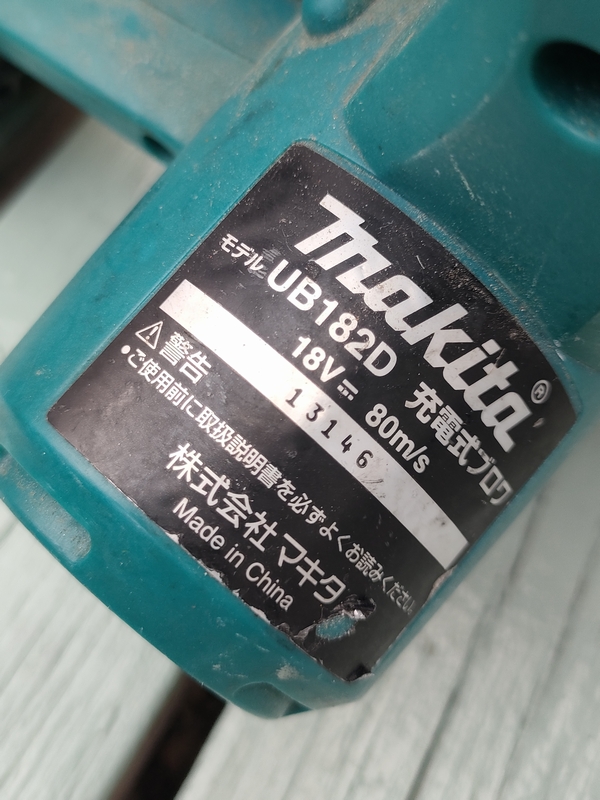 makita®
モデル UB182D 充電式ブロワ
18V⎓ 80m/s
13146
⚠警告
•ご使用前に取扱説明書を必ずよくお読みください。
株式会社マキタ
Made in China